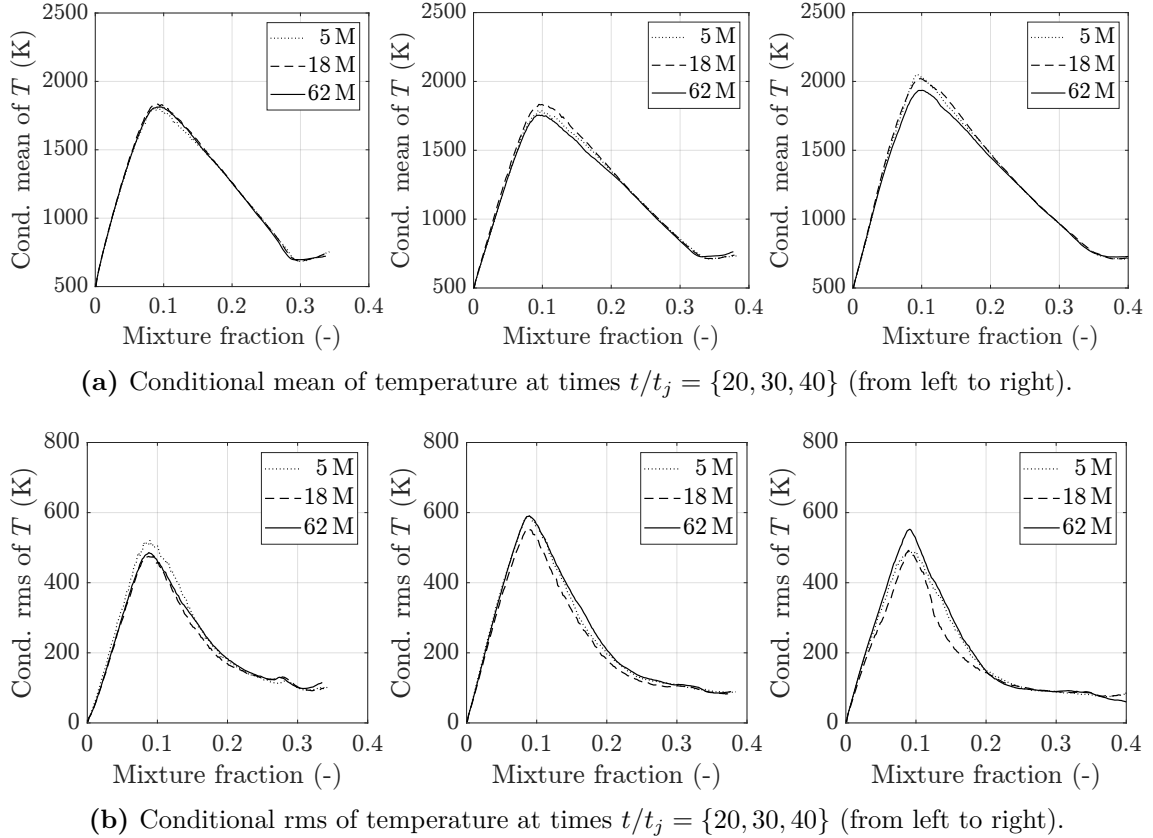 2500
2000
1500
1000
500
0
0.1
0.2
0.3
0.4
Cond. mean of T (K)
Mixture fraction (-)
5 M
18 M
62 M
2500
2000
1500
1000
500
0
0.1
0.2
0.3
0.4
Cond. mean of T (K)
Mixture fraction (-)
5 M
18 M
62 M
2500
2000
1500
1000
500
0
0.1
0.2
0.3
0.4
Cond. mean of T (K)
Mixture fraction (-)
5 M
18 M
62 M
(a) Conditional mean of temperature at times t/t_j = {20, 30, 40} (from left to right).
800
600
400
200
0
0
0.1
0.2
0.3
0.4
Cond. rms of T (K)
Mixture fraction (-)
5 M
18 M
62 M
800
600
400
200
0
0
0.1
0.2
0.3
0.4
Cond. rms of T (K)
Mixture fraction (-)
5 M
18 M
62 M
800
600
400
200
0
0
0.1
0.2
0.3
0.4
Cond. rms of T (K)
Mixture fraction (-)
5 M
18 M
62 M
(b) Conditional rms of temperature at times t/t_j = {20, 30, 40} (from left to right).